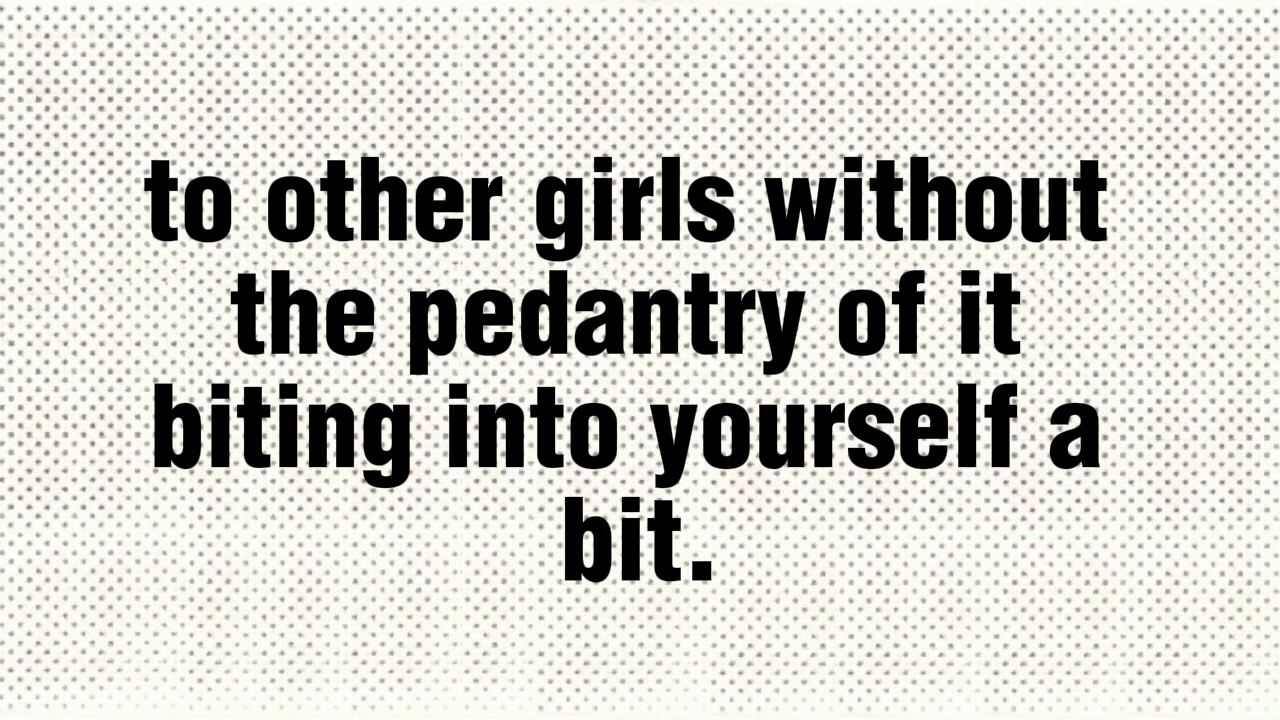 to other girls without
the pedantry of it
biting into yourself a
bit.